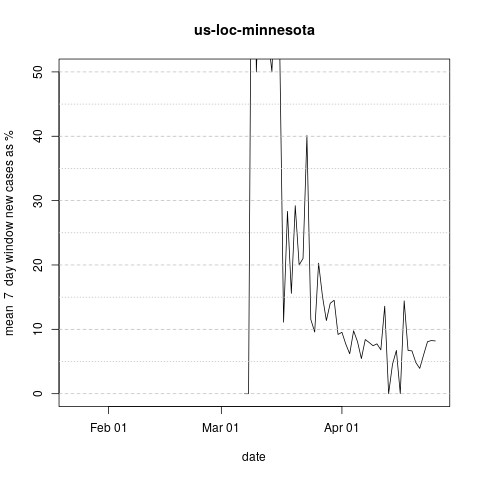 us-loc-minnesota
mean 7 day window new cases as %
50
40
30
20
10
0
Feb 01
Mar 01
Apr 01
date